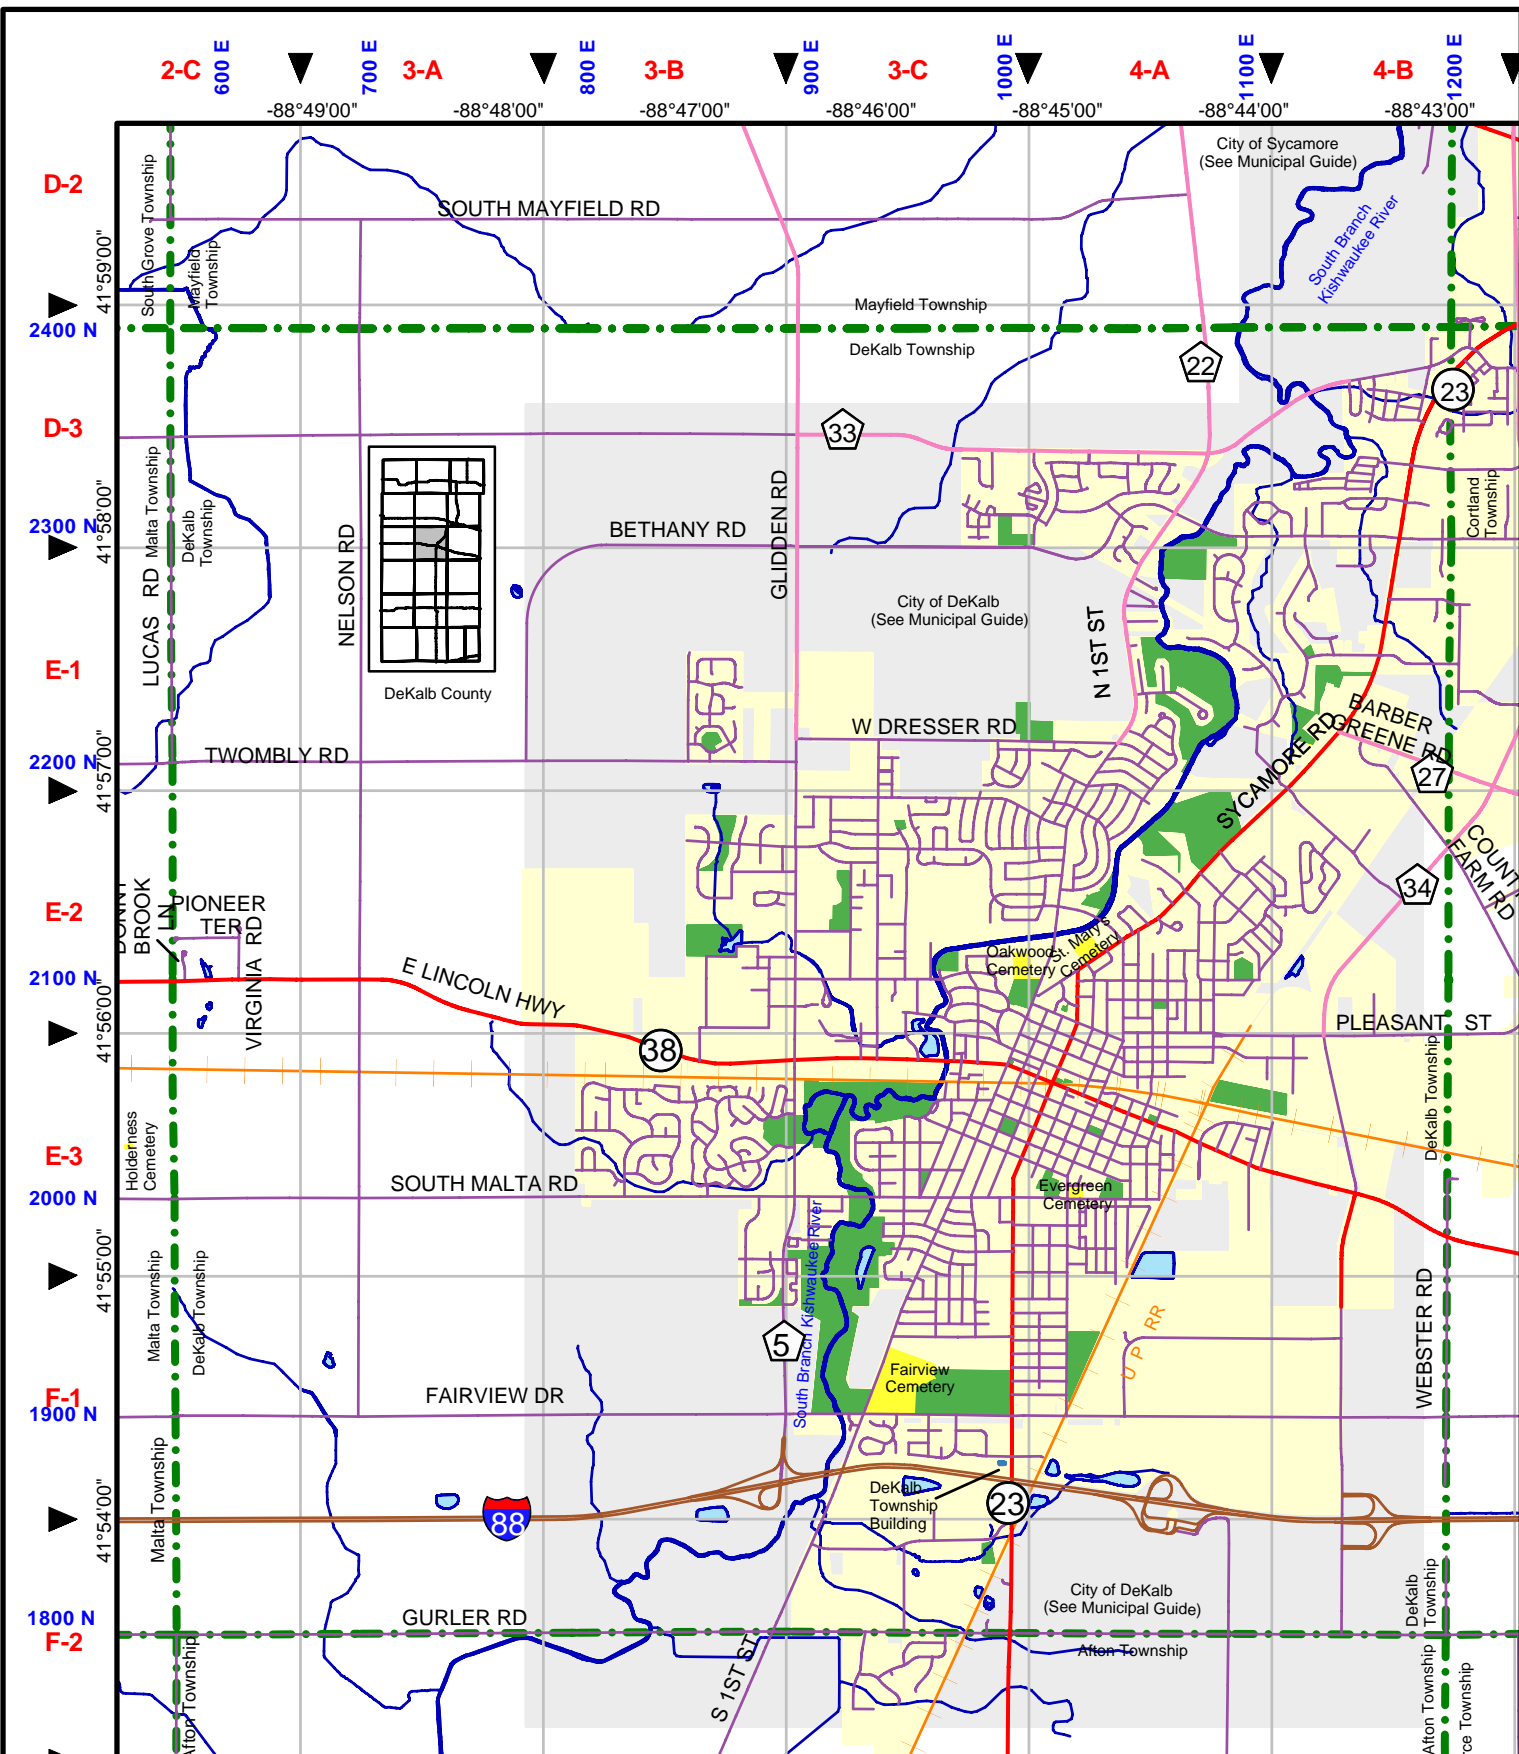 2-C
600 E
700 E
3-A
800 E
3-B
900 E
3-C
1000 E
4-A
1100 E
4-B
1200 E
-88°49'00"
-88°48'00"
-88°47'00"
-88°46'00"
-88°45'00"
-88°44'00"
-88°43'00"
D-2
41°59'00"
2400 N
D-3
2300 N
41°58'00"
E-1
2200 N
41°57'00"
E-2
2100 N
41°56'00"
E-3
2000 N
41°55'00"
F-1
1900 N
41°54'00"
1800 N
F-2
City of Sycamore
(See Municipal Guide)
South Grove Township
Mayfield
Township
SOUTH MAYFIELD RD
South Branch
Kishwaukee River
Mayfield Township
DeKalb Township
22
23
33
Malta Township
DeKalb
Township
LUCAS RD
NELSON RD
DeKalb County
BETHANY RD
GLIDDEN RD
City of DeKalb
(See Municipal Guide)
N 1ST ST
Cortland
Township
W DRESSER RD
TWOMBLY RD
SYCAMORE RD
BARBER
GREENE RD
27
COUNTY
FARM RD
34
BROOK
LN
PIONEER
TER
VIRGINIA RD
E LINCOLN HWY
38
Oakwood
Cemetery
St. Mary's
Cemetery
PLEASANT ST
DeKalb Township
Holderness
Cemetery
SOUTH MALTA RD
Evergreen
Cemetery
Malta Township
DeKalb Township
South Branch Kishwaukee River
5
U P RR
WEBSTER RD
Fairview
Cemetery
FAIRVIEW DR
Malta Township
88
DeKalb
Township
Building
23
City of DeKalb
(See Municipal Guide)
DeKalb
Township
GURLER RD
Afton Township
S 1ST ST
Afton Township
Afton Township
rce Township